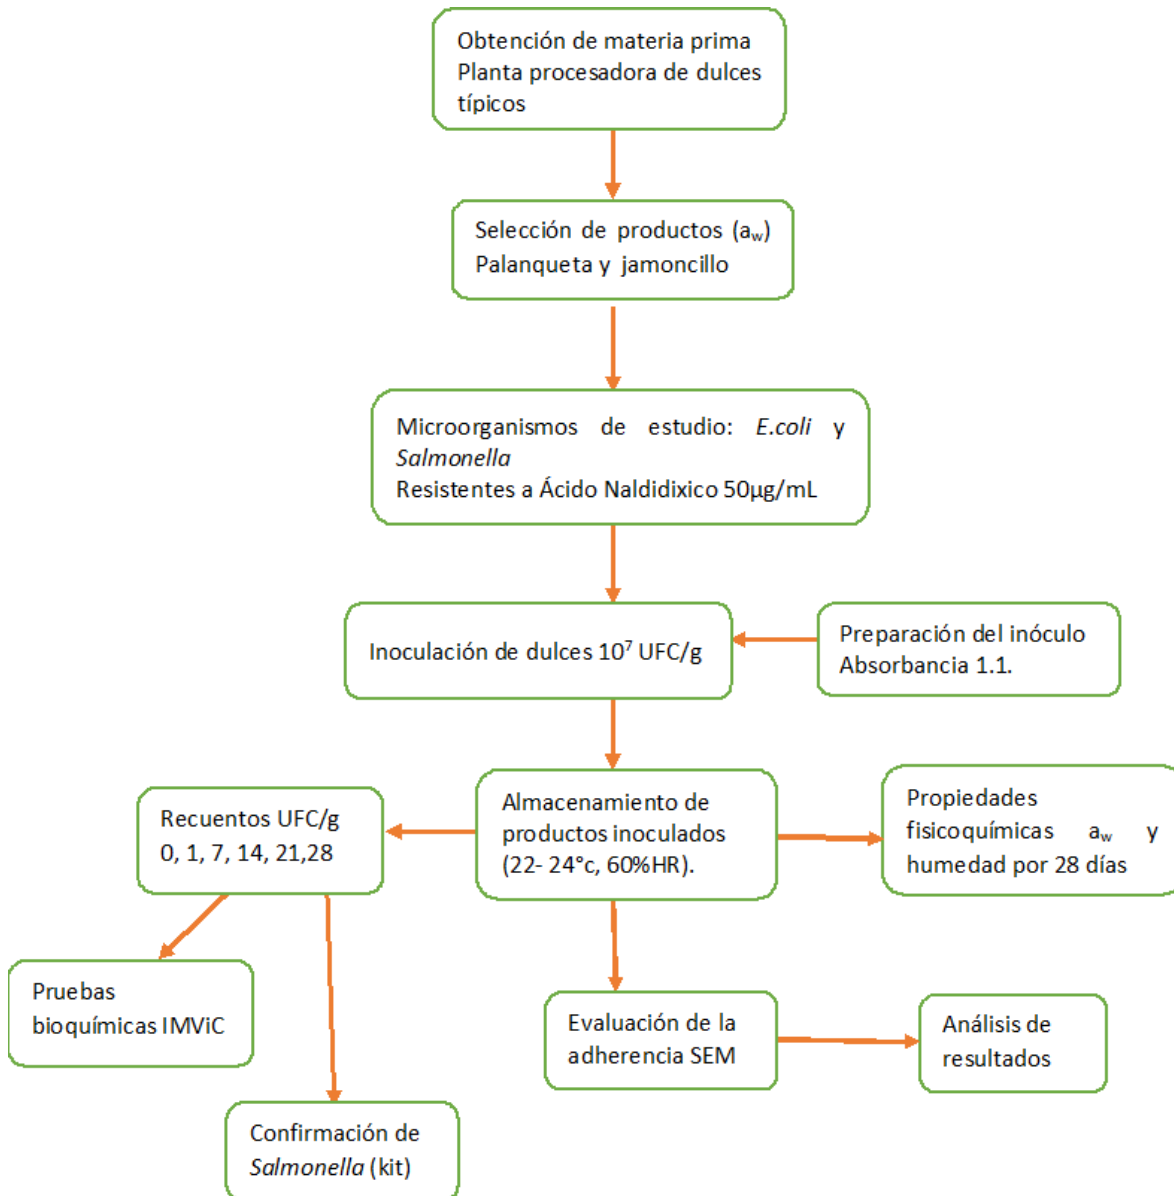 Obtención de materia prima
Planta procesadora de dulces
típicos
Selección de productos (aw)
Palanqueta y jamoncillo
Microorganismos de estudio: E.coli y
Salmonella
Resistentes a Ácido Naldidixico 50µg/mL
Inoculación de dulces 10⁷ UFC/g
Preparación del inóculo
Absorbancia 1.1.
Recuentos UFC/g
0, 1, 7, 14, 21,28
Almacenamiento de
productos inoculados
(22- 24°c, 60%HR).
Propiedades
fisicoquímicas aw y
humedad por 28 días
Pruebas
bioquímicas IMViC
Evaluación de la
adherencia SEM
Análisis de
resultados
Confirmación de
Salmonella (kit)